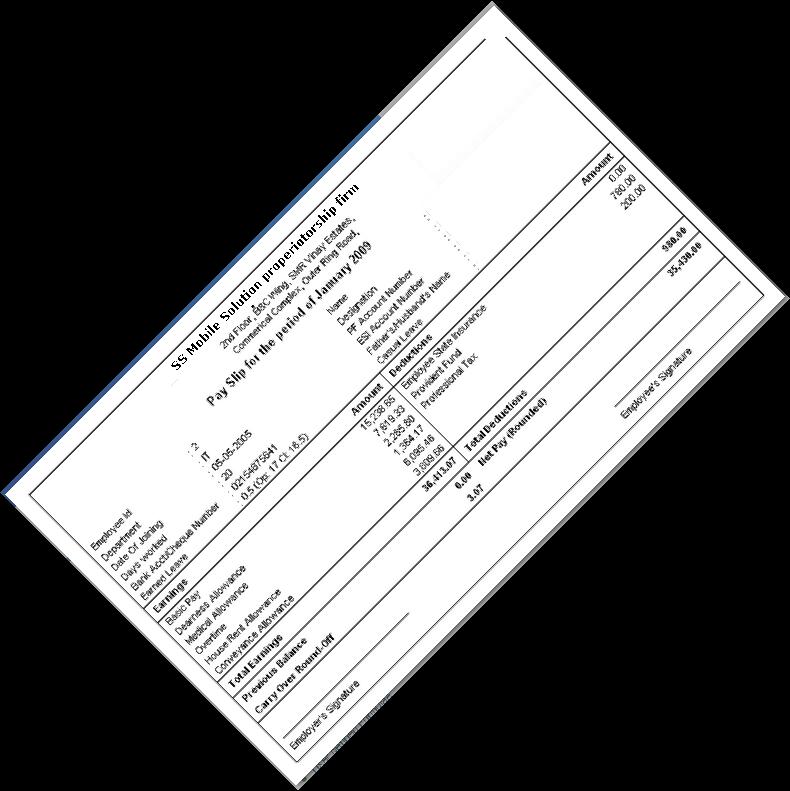 SS Mobile Solution properiotorship firm
2nd Floor, BSC Wing, SMR Vinay Estates,
Commerical Complex, Outer Ring Road,
Pay Slip for the period of January 2009
Employee Id : 2 Name
Department : IT Designation
Date Of Joining : 05-05-2005 PF Account Number
Days Worked : 20 ESI Account Number
Bank Acct/Cheque Number : 02154875641 Father's/Husband's Name
Earned Leave : 0.5 (Op: 17 Cl: 16.5) Casual Leave
Earnings Amount Deductions Amount
Basic Pay 15,238.65 Employee State Insurance 0.00
Dearness Allowance 7,619.33 Provident Fund 780.00
Medical Allowance 2,285.80 Professional Tax 200.00
Overtime 1,364.17
House Rent Allowance 6,095.46
Conveyance Allowance 3,809.66
Total Earnings 36,413.07 Total Deductions 980.00
Previous Balance 0.00 Net Pay (Rounded) 35,430.00
Carry Over Round-Off 3.07
Employer's Signature Employee's Signature